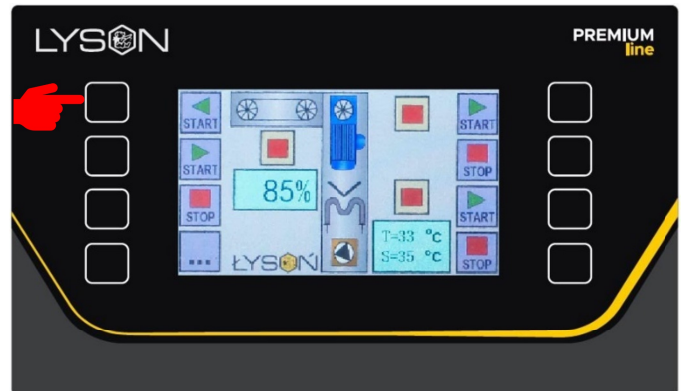 LYSON
PREMIUM
line
START
START
START
STOP
85%
STOP
START
T=33 °C
S=35 °C
...
ŁYSOŃ
STOP